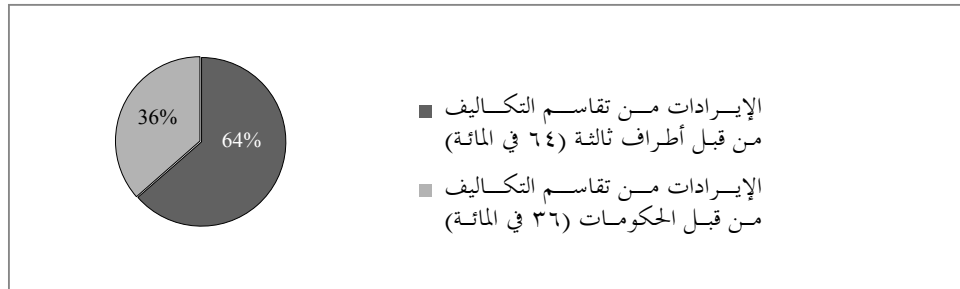 36%
64%
الإيرادات من تقاسم التكاليف
من قبل أطراف ثالثة (٦٤ في المائة)
الإيرادات من تقاسم التكاليف
من قبل الحكومات (٣٦ في المائة)